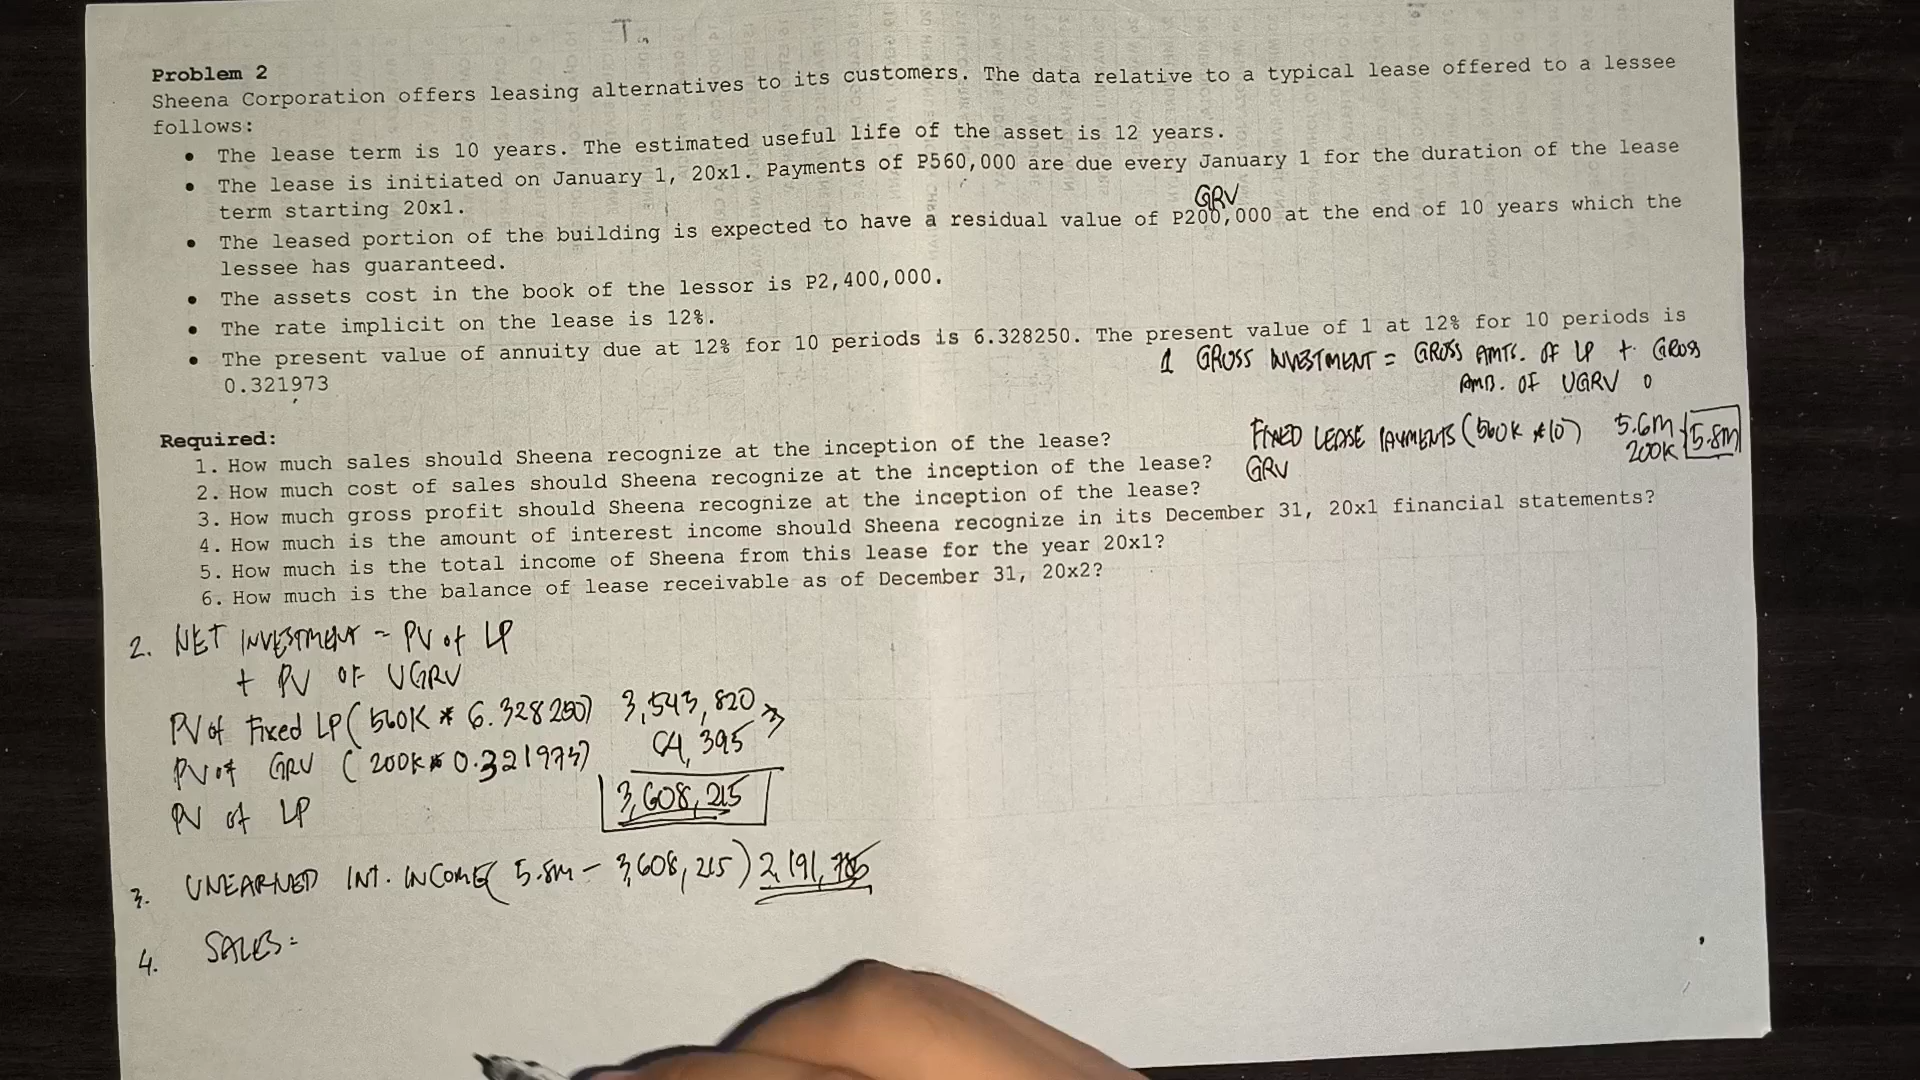 Problem 2
Sheena Corporation offers leasing alternatives to its customers. The data relative to a typical lease offered to a lessee
follows:
• The lease term is 10 years. The estimated useful life of the asset is 12 years.
• The lease is initiated on January 1, 20x1. Payments of P560,000 are due every January 1 for the duration of the lease
term starting 20x1.
GRV
• The leased portion of the building is expected to have a residual value of P200,000 at the end of 10 years which the
lessee has guaranteed.
• The assets cost in the book of the lessor is P2,400,000.
• The rate implicit on the lease is 12%.
• The present value of annuity due at 12% for 10 periods is 6.328250. The present value of 1 at 12% for 10 periods is
0.321973
1 GROSS INVESTMENT = GROSS AMTS. OF LP + GROSS
AMB. OF UGRV 0
FIXED LEASE PAYMENTS (560K * 10) 5.6M
GRV 200K 5.8M
Required:
1. How much sales should Sheena recognize at the inception of the lease?
2. How much cost of sales should Sheena recognize at the inception of the lease?
3. How much gross profit should Sheena recognize at the inception of the lease?
4. How much is the amount of interest income should Sheena recognize in its December 31, 20x1 financial statements?
5. How much is the total income of Sheena from this lease for the year 20x1?
6. How much is the balance of lease receivable as of December 31, 20x2?
2. NET INVESTMENT - PV of LP
+ PV OF UGRV
PV of Fixed LP (560K * 6.328250) 3,543,820
PV of GRV (200K * 0.321973) 64,395
PV of LP 3,608,215
3. UNEARNED INT. INCOME( 5.8M - 3,608,215) 2,191,785
4. SALES =